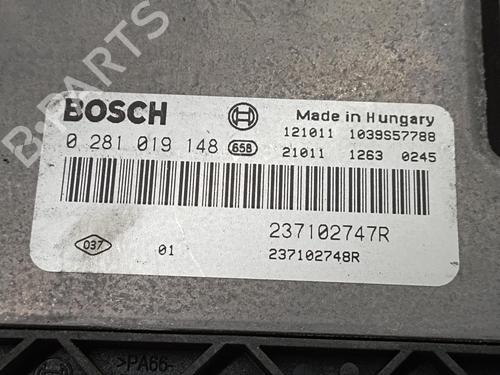 B-PARTS
BOSCH
Made in Hungary
121011 1039S57788
0 281 019 148 658
21011 1263 0245
237102747R
037 01 237102748R
>PA66-